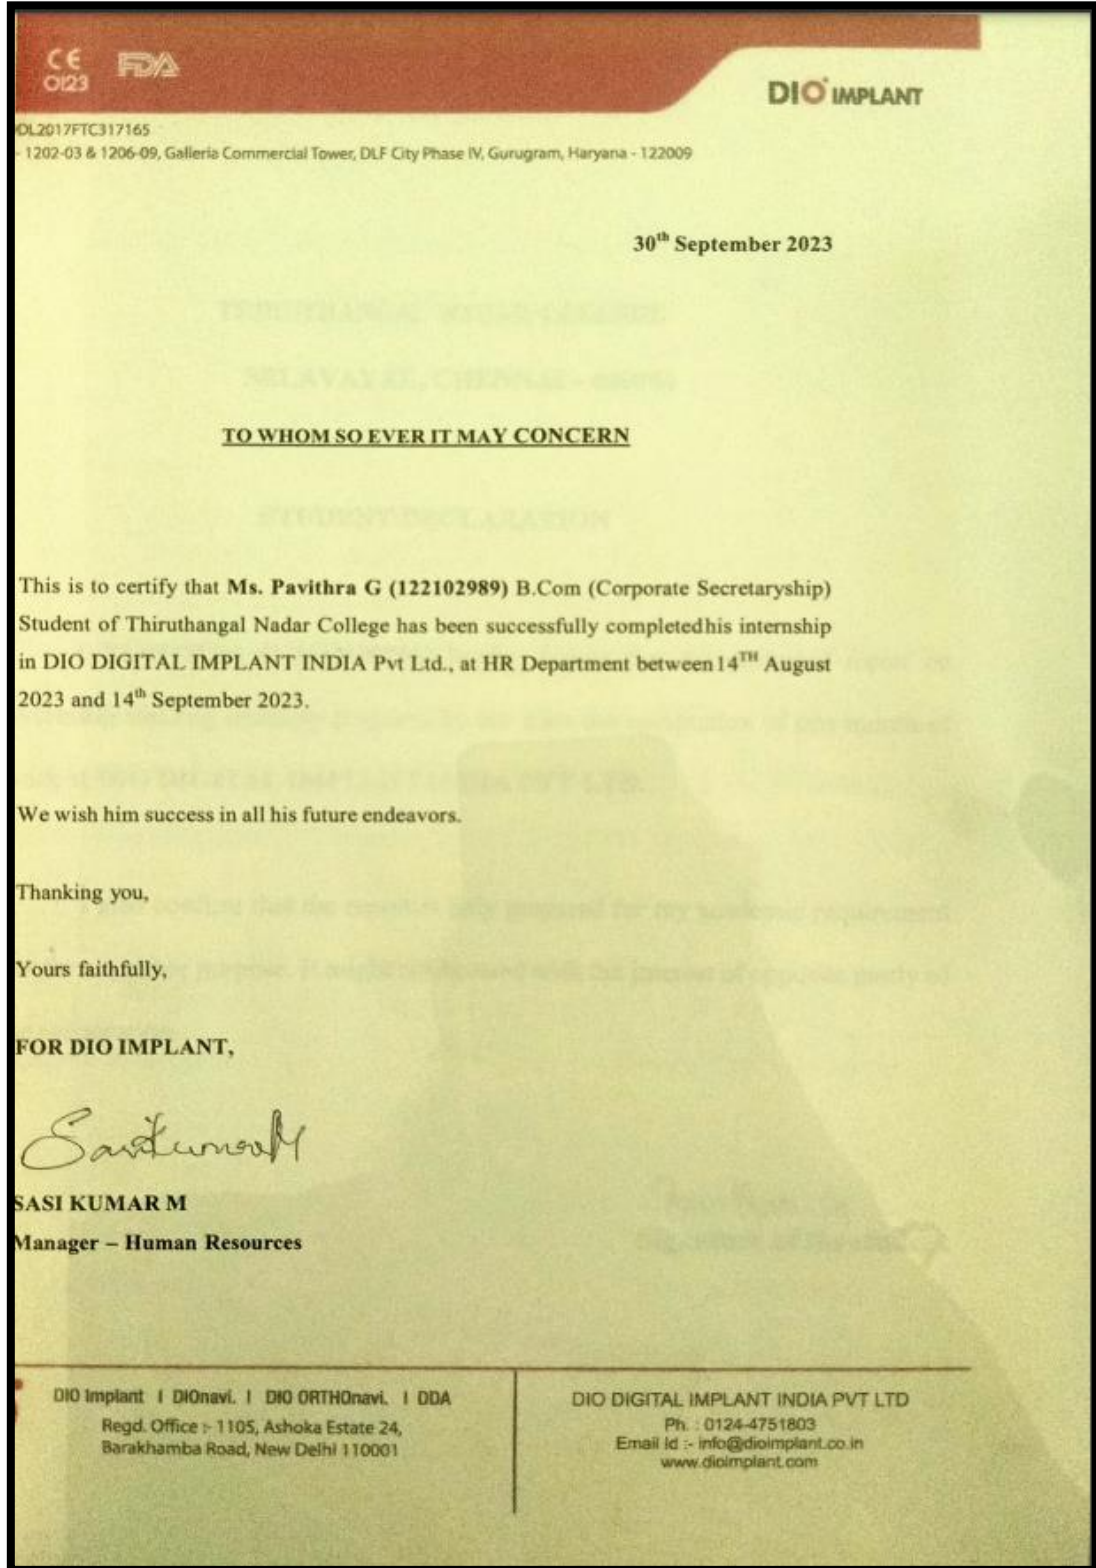 CE
0123
FDA
DIO IMPLANT
OL2017FTC317165
- 1202-03 & 1206-09, Galleria Commercial Tower, DLF City Phase IV, Gurugram, Haryana - 122009
30th September 2023
TO WHOM SO EVER IT MAY CONCERN
STUDENT DECLARATION
This is to certify that Ms. Pavithra G (122102989) B.Com (Corporate Secretaryship)
Student of Thiruthangal Nadar College has been successfully completedhis internship
in DIO DIGITAL IMPLANT INDIA Pvt Ltd., at HR Department between14TH August
2023 and 14th September 2023.
We wish him success in all his future endeavors.
Thanking you,
Yours faithfully,
FOR DIO IMPLANT,
SasiKumarM
SASI KUMAR M
Manager – Human Resources
DIO Implant I DIOnavi. I DIO ORTHOnavi. I DDA
Regd. Office :- 1105, Ashoka Estate 24,
Barakhamba Road, New Delhi 110001
DIO DIGITAL IMPLANT INDIA PVT LTD
Ph. : 0124-4751803
Email Id :- info@dioimplant.co.in
www.dioimplant.com